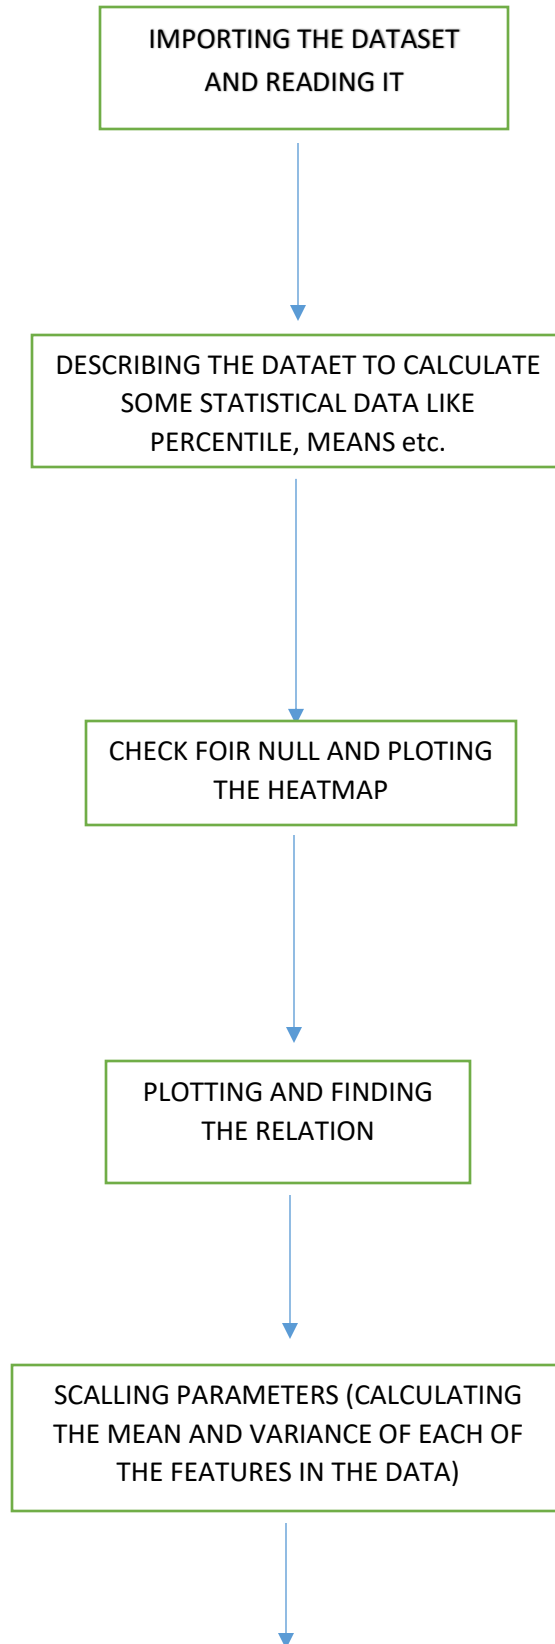 IMPORTING THE DATASET
AND READING IT
DESCRIBING THE DATAET TO CALCULATE
SOME STATISTICAL DATA LIKE
PERCENTILE, MEANS etc.
CHECK FOIR NULL AND PLOTING
THE HEATMAP
PLOTTING AND FINDING
THE RELATION
SCALLING PARAMETERS (CALCULATING
THE MEAN AND VARIANCE OF EACH OF
THE FEATURES IN THE DATA)